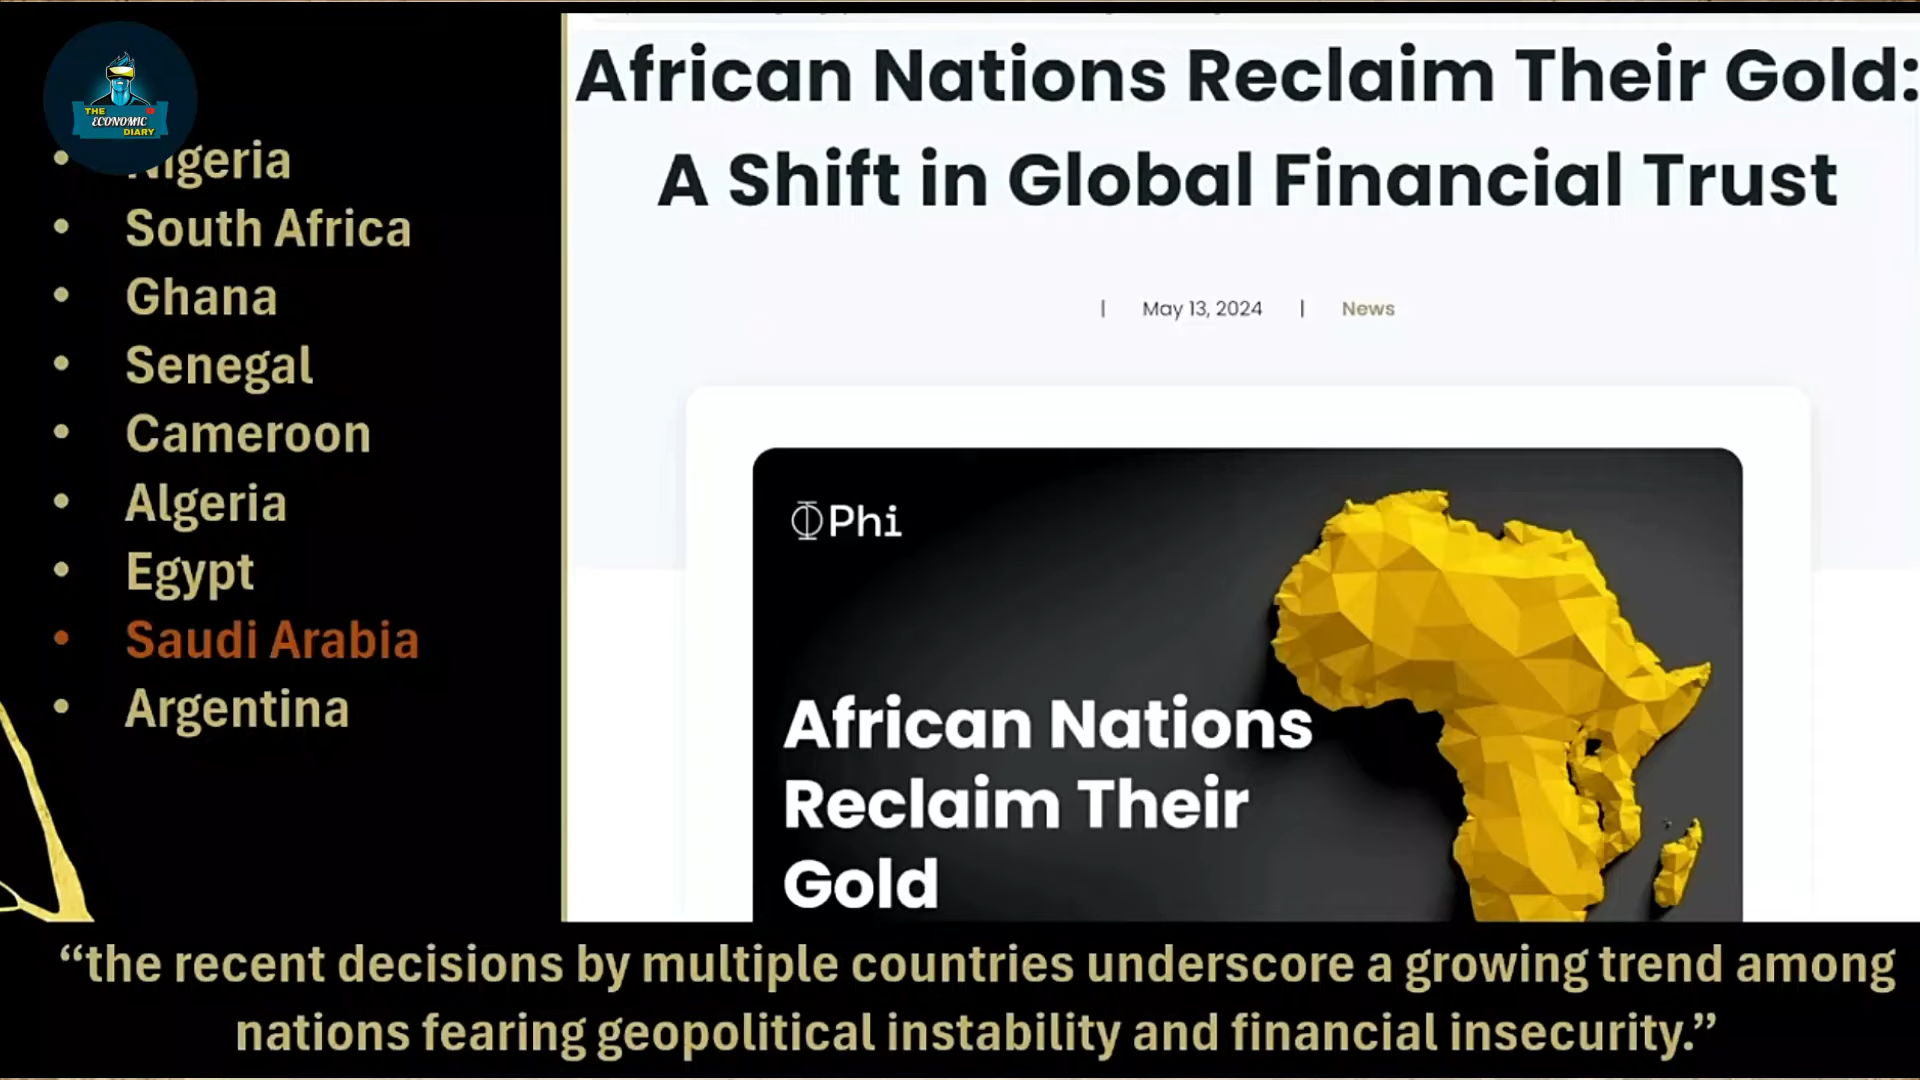 THE
ECONOMIC
DIARY
• Nigeria
• South Africa
• Ghana
• Senegal
• Cameroon
• Algeria
• Egypt
• Saudi Arabia
• Argentina
African Nations Reclaim Their Gold:
A Shift in Global Financial Trust
| May 13, 2024 | News
Phi
African Nations
Reclaim Their
Gold
“the recent decisions by multiple countries underscore a growing trend among
nations fearing geopolitical instability and financial insecurity.”